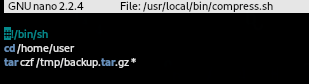 GNU nano 2.2.4 File: /usr/local/bin/compress.sh
#!/bin/sh
cd /home/user
tar czf /tmp/backup.tar.gz *